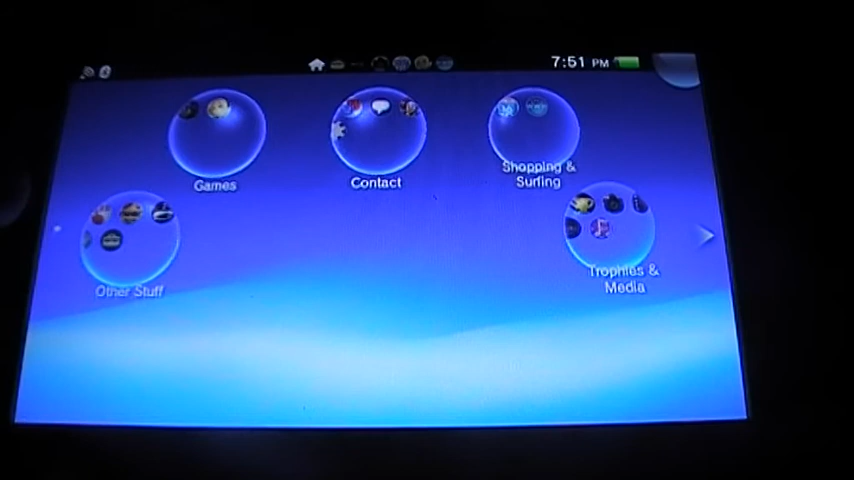 7:51 PM
Games
Contact
Shopping &
Surfing
Other Stuff
Trophies &
Media